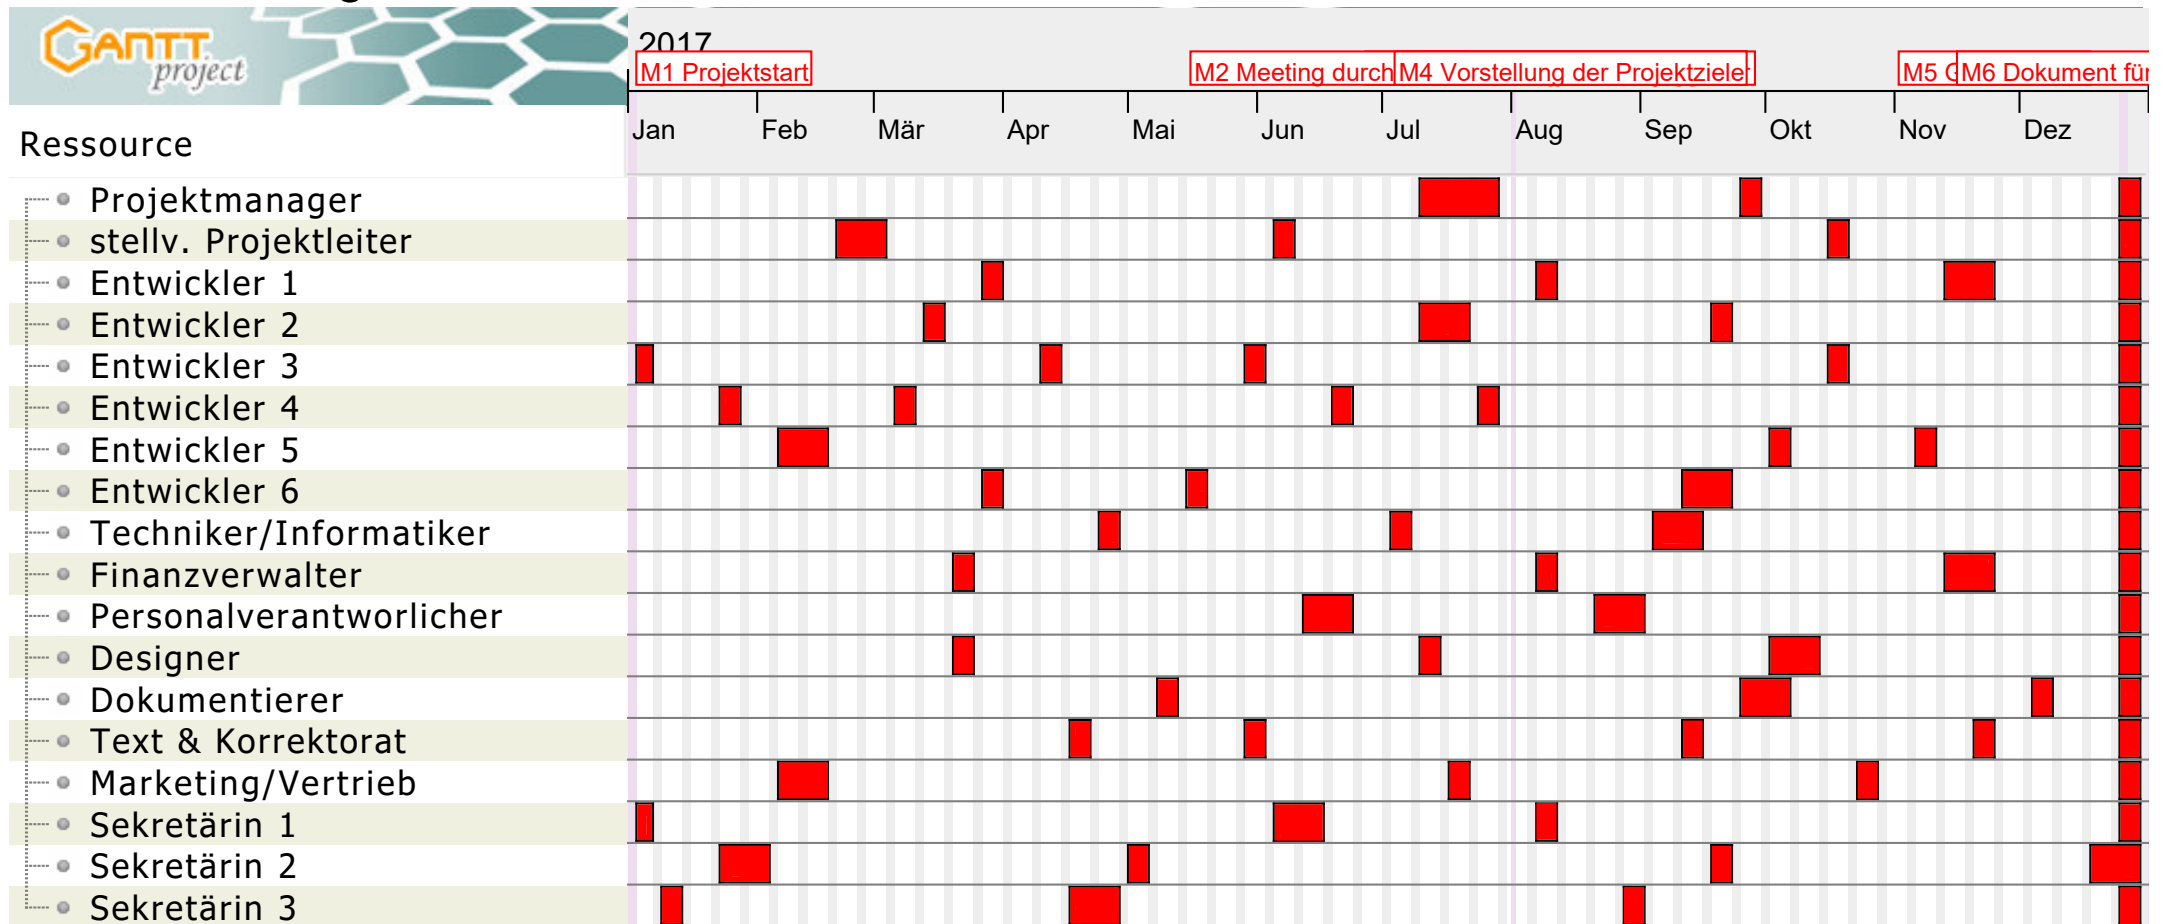 GANTT
project
2017
M1 Projektstart
M2 Meeting durch
M4 Vorstellung der Projektziele
M5
M6 Dokument für
Jan Feb Mär Apr Mai Jun Jul Aug Sep Okt Nov Dez
Ressource
Projektmanager
stellv. Projektleiter
Entwickler 1
Entwickler 2
Entwickler 3
Entwickler 4
Entwickler 5
Entwickler 6
Techniker/Informatiker
Finanzverwalter
Personalverantworlicher
Designer
Dokumentierer
Text & Korrektorat
Marketing/Vertrieb
Sekretärin 1
Sekretärin 2
Sekretärin 3